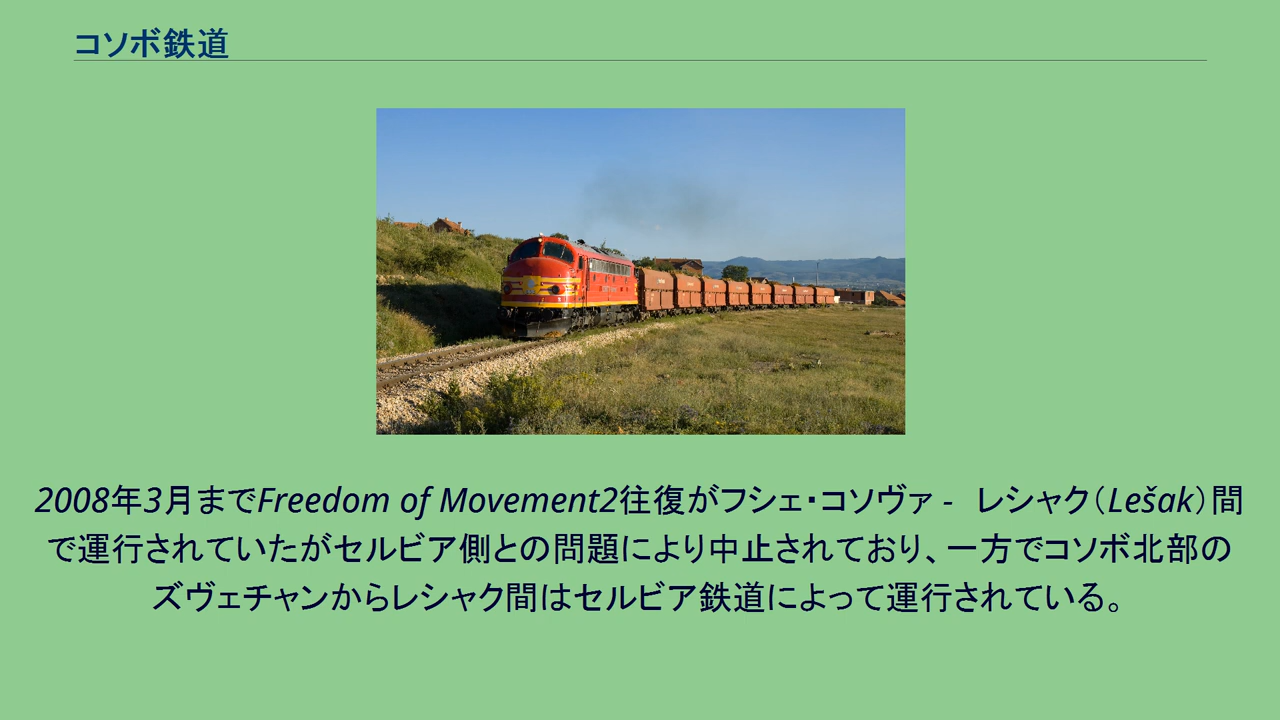 コソボ鉄道
2008年3月までFreedom of Movement2往復がフシェ・コソヴァ - レシャク（Lešak）間
で運行されていたがセルビア側との問題により中止されており、一方でコソボ北部の
ズヴェチャンからレシャク間はセルビア鉄道によって運行されている。